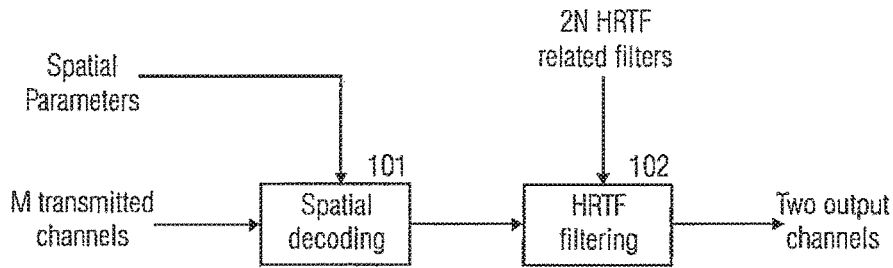 2N HRTF
related filters
Spatial
Parameters
101
102
M transmitted
channels
Spatial
decoding
HRTF
filtering
Two output
channels